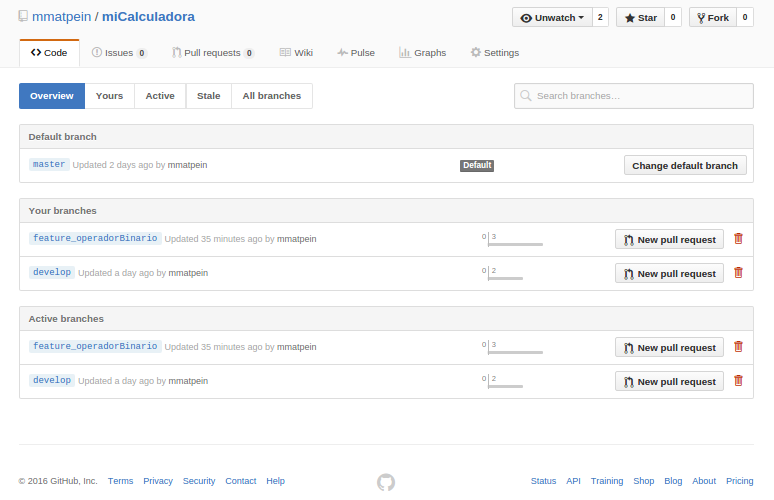 mmatpein / miCalculadora
Unwatch 2 Star 0 Fork 0
Code Issues 0 Pull requests 0 Wiki Pulse Graphs Settings
Overview Yours Active Stale All branches Search branches…
Default branch
master Updated 2 days ago by mmatpein Default Change default branch
Your branches
feature_operadorBinario Updated 35 minutes ago by mmatpein 0 3 New pull request
develop Updated a day ago by mmatpein 0 2 New pull request
Active branches
feature_operadorBinario Updated 35 minutes ago by mmatpein 0 3 New pull request
develop Updated a day ago by mmatpein 0 2 New pull request
© 2016 GitHub, Inc. Terms Privacy Security Contact Help Status API Training Shop Blog About Pricing